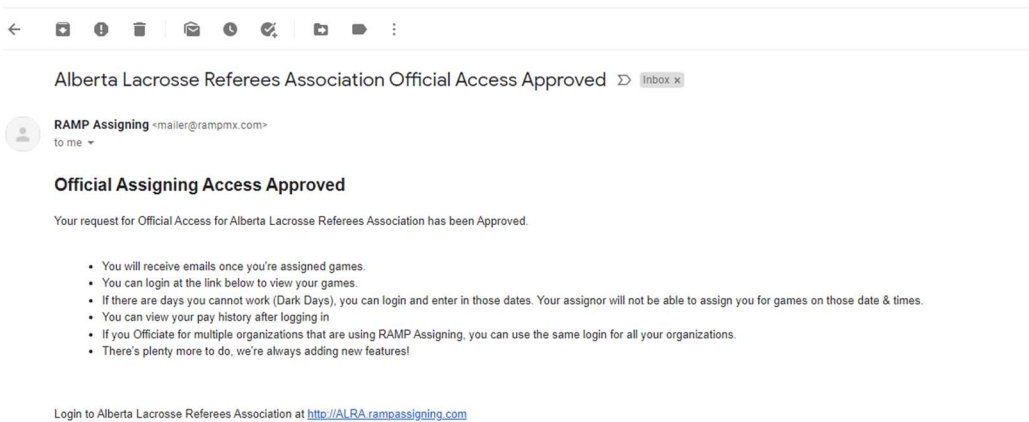 Alberta Lacrosse Referees Association Official Access Approved Inbox x
RAMP Assigning <mailer@rampmx.com>
to me
Official Assigning Access Approved
Your request for Official Access for Alberta Lacrosse Referees Association has been Approved.
• You will receive emails once you're assigned games.
• You can login at the link below to view your games.
• If there are days you cannot work (Dark Days), you can login and enter in those dates. Your assignor will not be able to assign you for games on those date & times.
• You can view your pay history after logging in
• If you Officiate for multiple organizations that are using RAMP Assigning, you can use the same login for all your organizations.
• There's plenty more to do, we're always adding new features!
Login to Alberta Lacrosse Referees Association at http://ALRA.rampassigning.com